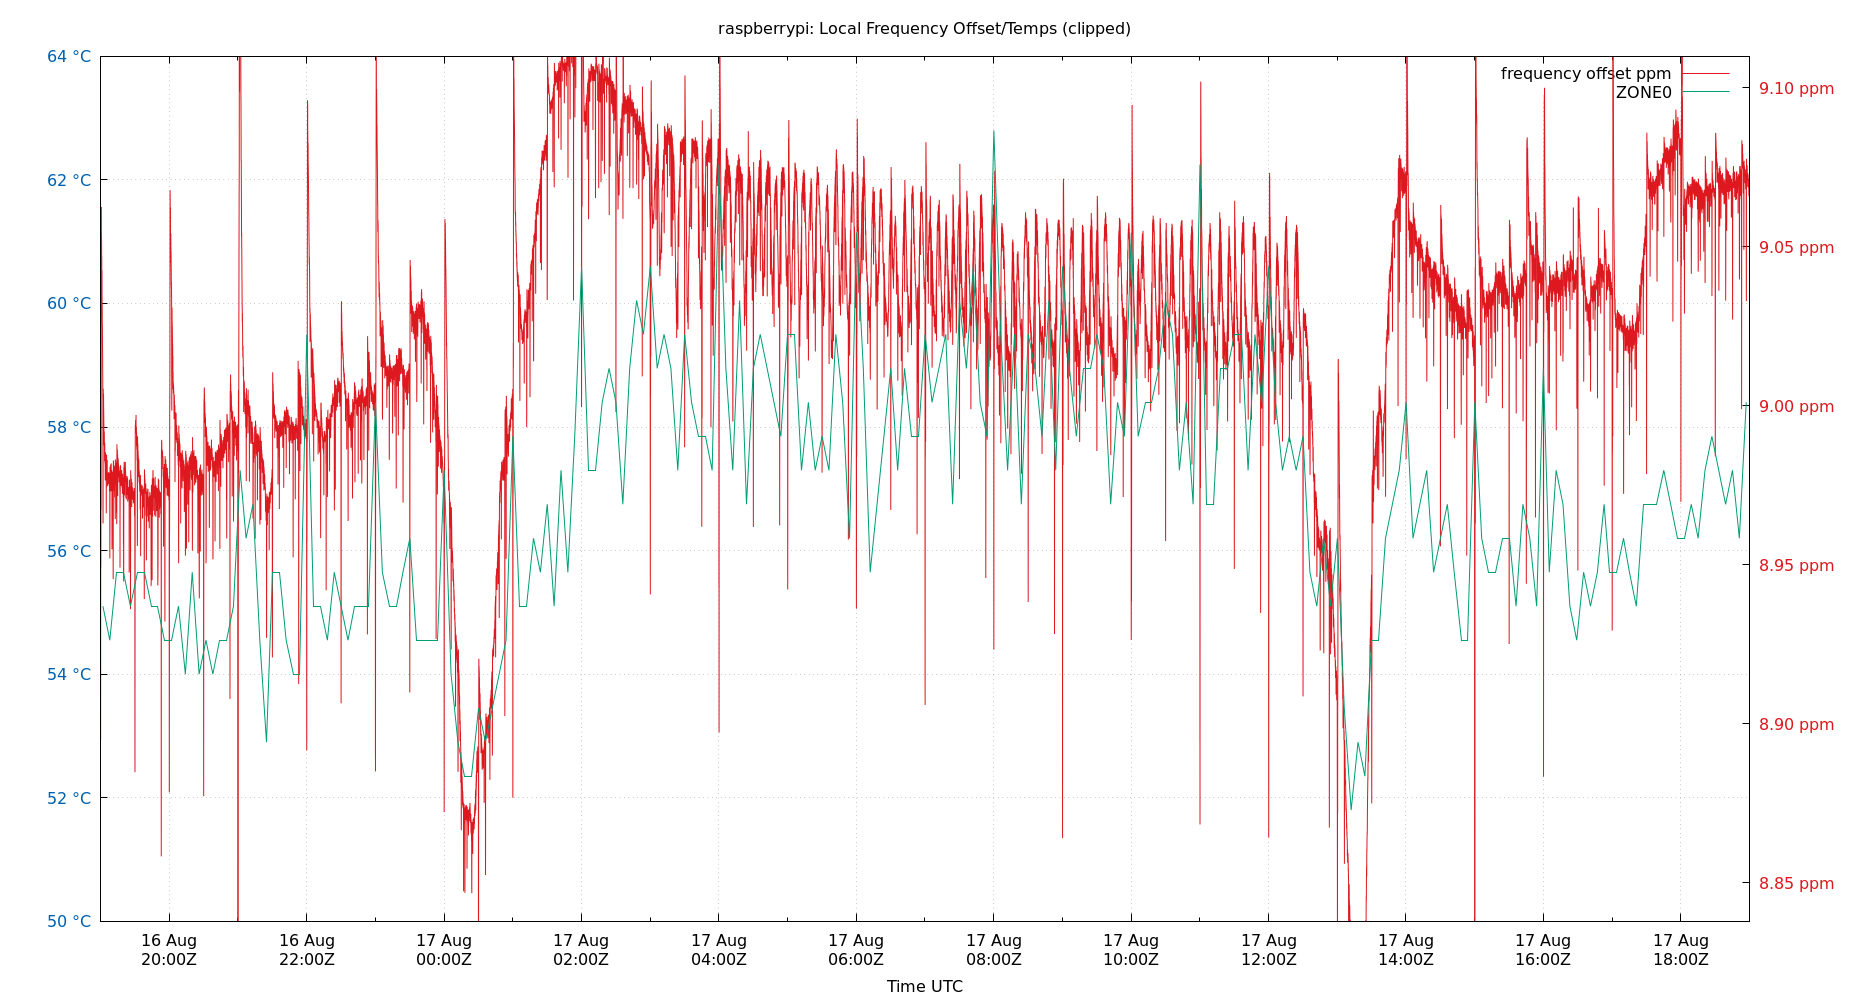 raspberrypi: Local Frequency Offset/Temps (clipped)
64 °C
62 °C
60 °C
58 °C
56 °C
54 °C
52 °C
50 °C
frequency offset ppm
ZONE0
9.10 ppm
9.05 ppm
9.00 ppm
8.95 ppm
8.90 ppm
8.85 ppm
16 Aug 16 Aug 17 Aug 17 Aug 17 Aug 17 Aug 17 Aug 17 Aug 17 Aug 17 Aug 17 Aug 17 Aug
20:00Z 22:00Z 00:00Z 02:00Z 04:00Z 06:00Z 08:00Z 10:00Z 12:00Z 14:00Z 16:00Z 18:00Z
Time UTC